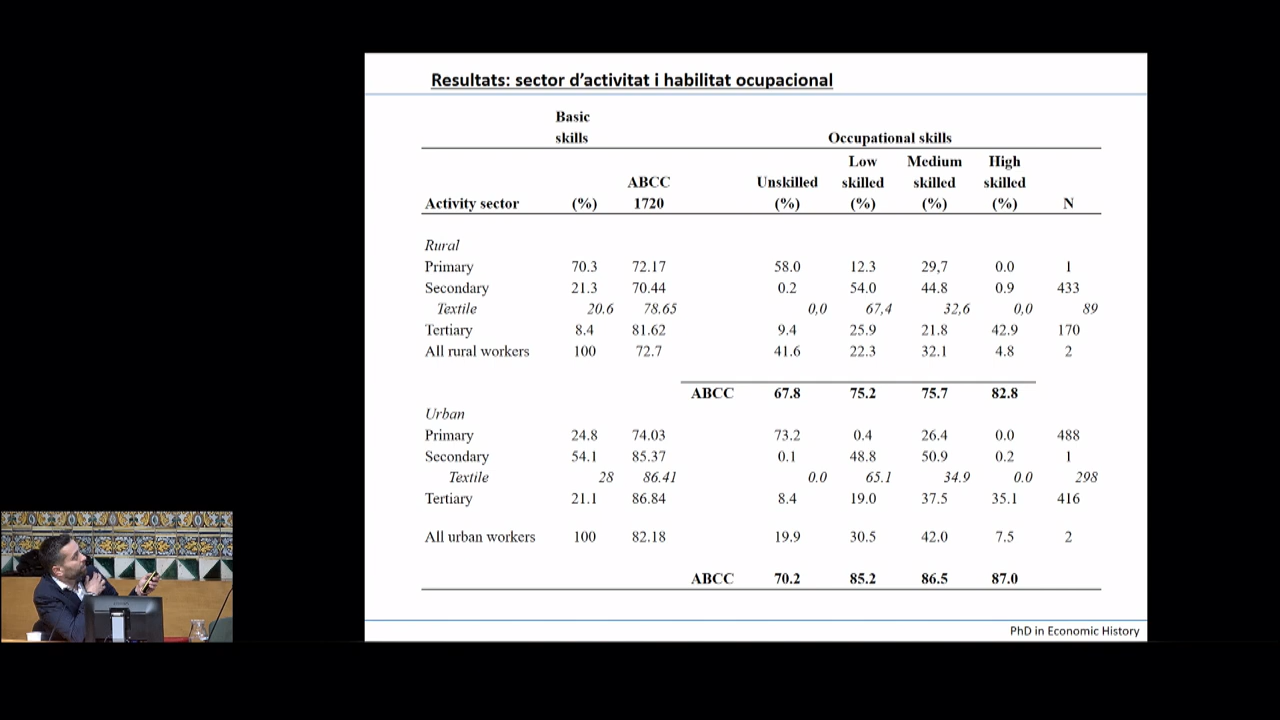 Resultats: sector d'activitat i habilitat ocupacional
Basic skills Occupational skills
Activity sector (%) ABCC 1720 Unskilled (%) Low skilled (%) Medium skilled (%) High skilled (%) N
Rural
Primary 70.3 72.17 58.0 12.3 29,7 0.0 1
Secondary 21.3 70.44 0.2 54.0 44.8 0.9 433
Textile 20.6 78.65 0,0 67,4 32,6 0,0 89
Tertiary 8.4 81.62 9.4 25.9 21.8 42.9 170
All rural workers 100 72.7 41.6 22.3 32.1 4.8 2
ABCC 67.8 75.2 75.7 82.8
Urban
Primary 24.8 74.03 73.2 0.4 26.4 0.0 488
Secondary 54.1 85.37 0.1 48.8 50.9 0.2 1
Textile 28 86.41 0.0 65.1 34.9 0.0 298
Tertiary 21.1 86.84 8.4 19.0 37.5 35.1 416
All urban workers 100 82.18 19.9 30.5 42.0 7.5 2
ABCC 70.2 85.2 86.5 87.0
PhD in Economic History